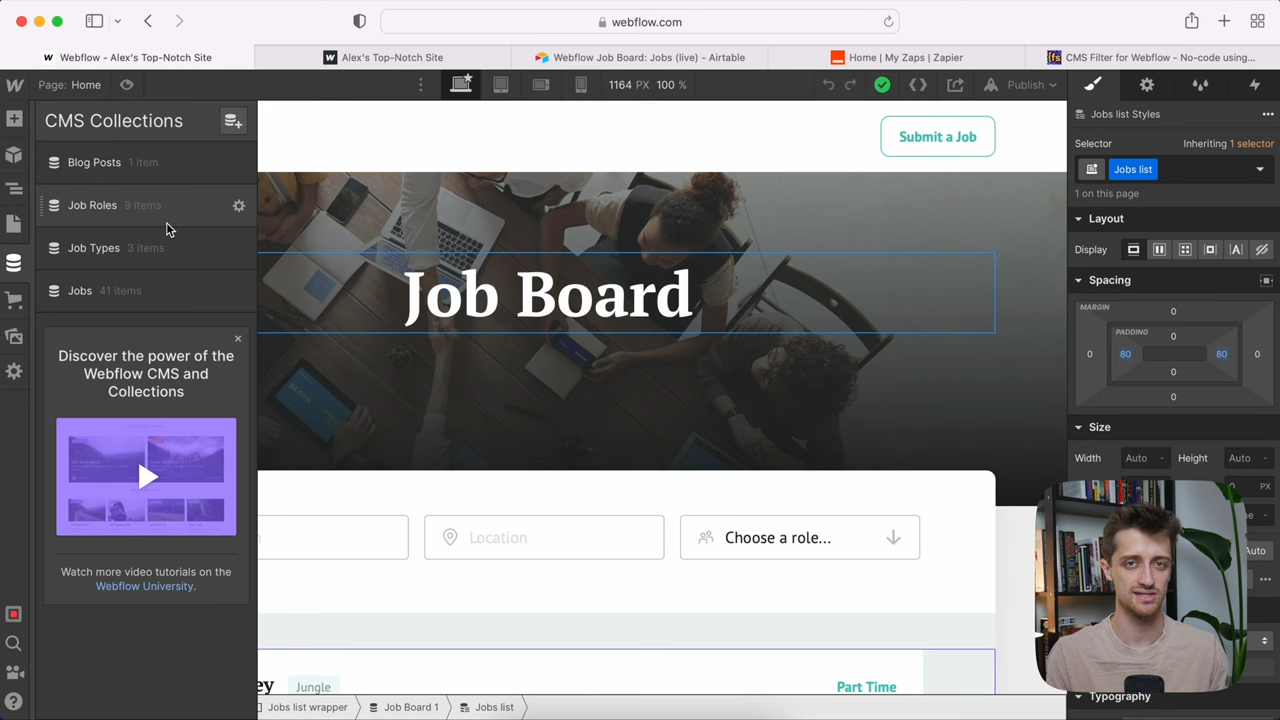 webflow.com
Webflow - Alex's Top-Notch Site
Alex's Top-Notch Site
Webflow Job Board: Jobs (live) - Airtable
Home | My Zaps | Zapier
CMS Filter for Webflow - No-code using...
Page: Home
1164 PX 100 %
Publish
CMS Collections
Blog Posts 1 item
Job Roles 9 items
Job Types 3 items
Jobs 41 items
Discover the power of the
Webflow CMS and
Collections
Watch more video tutorials on the
Webflow University.
Submit a Job
Job Board
Location
Choose a role...
Jungle
Part Time
Jobs list wrapper
Job Board 1
Jobs list
Jobs list Styles
Selector
Inheriting 1 selector
Jobs list
1 on this page
Layout
Display
Spacing
MARGIN
0
PADDING
0
0
80
80
0
0
0
Size
Width Auto - Height Auto -
0 PX
Auto
Typography